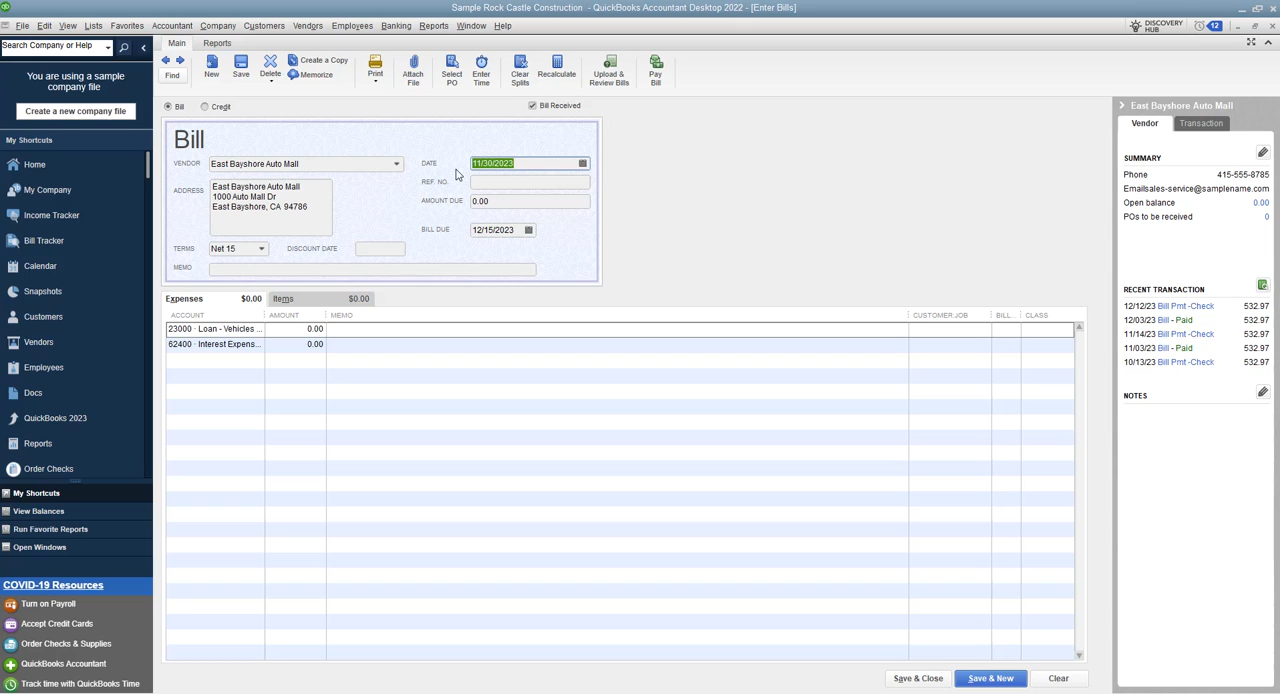 Sample Rock Castle Construction - QuickBooks Accountant Desktop 2022 - [Enter Bills]
File Edit View Lists Favorites Accountant Company Customers Vendors Employees Banking Reports Window Help
DISCOVERY HUB 12
Search Company or Help
Main Reports
Find New Save Delete Create a Copy Memorize Print Attach File Select PO Enter Time Clear Splits Recalculate Upload & Review Bills Pay Bill
You are using a sample company file
Create a new company file
My Shortcuts
Home
My Company
Income Tracker
Bill Tracker
Calendar
Snapshots
Customers
Vendors
Employees
Docs
QuickBooks 2023
Reports
Order Checks
My Shortcuts
View Balances
Run Favorite Reports
Open Windows
COVID-19 Resources
Turn on Payroll
Accept Credit Cards
Order Checks & Supplies
QuickBooks Accountant
Track time with QuickBooks Time
Bill Credit Bill Received
Bill
VENDOR East Bayshore Auto Mall DATE 11/30/2023
REF. NO.
ADDRESS East Bayshore Auto Mall
1000 Auto Mall Dr
East Bayshore, CA 94786
AMOUNT DUE 0.00
BILL DUE 12/15/2023
TERMS Net 15 DISCOUNT DATE
MEMO
Expenses $0.00 Items $0.00
ACCOUNT AMOUNT MEMO CUSTOMER:JOB BILL... CLASS
23000 · Loan - Vehicles ... 0.00
62400 · Interest Expens... 0.00
Save & Close Save & New Clear
East Bayshore Auto Mall
Vendor Transaction
SUMMARY
Phone 415-555-8785
Emailsales-service@samplename.com
Open balance 0.00
POs to be received 0
RECENT TRANSACTION
12/12/23 Bill Pmt -Check 532.97
12/03/23 Bill - Paid 532.97
11/14/23 Bill Pmt -Check 532.97
11/03/23 Bill - Paid 532.97
10/13/23 Bill Pmt -Check 532.97
NOTES